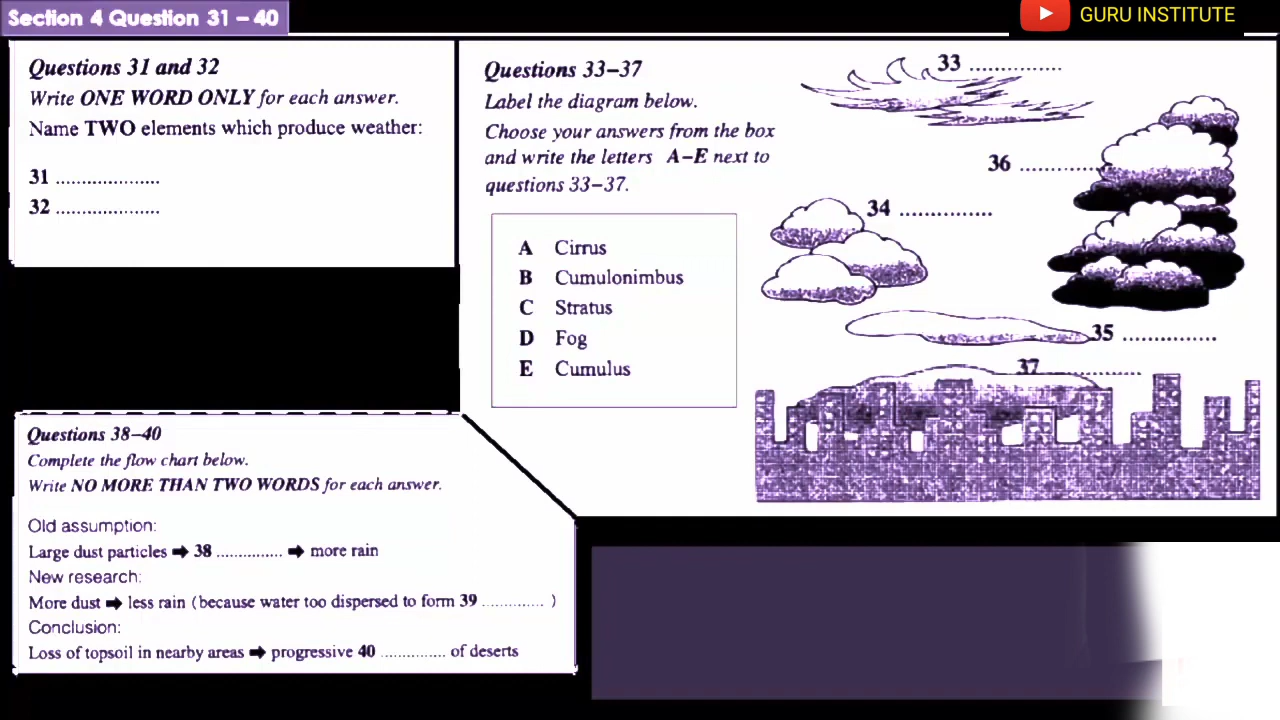 Section 4 Question 31 – 40
GURU INSTITUTE
Questions 31 and 32
Write ONE WORD ONLY for each answer.
Name TWO elements which produce weather:
31 ...................
32 ...................
Questions 33–37
Label the diagram below.
Choose your answers from the box
and write the letters A–E next to
questions 33–37.
A Cirrus
B Cumulonimbus
C Stratus
D Fog
E Cumulus
33 ...............
36 ...............
34 ...............
35 ...............
37 ...............
Questions 38–40
Complete the flow chart below.
Write NO MORE THAN TWO WORDS for each answer.
Old assumption:
Large dust particles ➡ 38 .............. ➡ more rain
New research:
More dust ➡ less rain (because water too dispersed to form 39 ............. )
Conclusion:
Loss of topsoil in nearby areas ➡ progressive 40 .............. of deserts